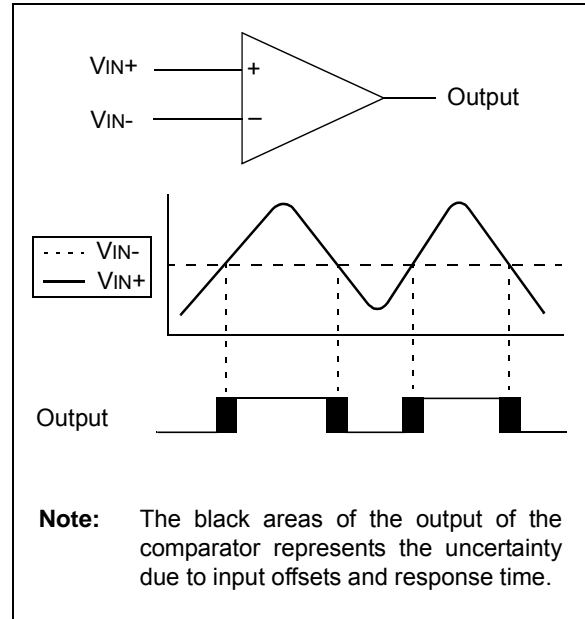 VIN+
+
Output
VIN-
–
VIN-
VIN+
Output
Note: The black areas of the output of the
comparator represents the uncertainty
due to input offsets and response time.